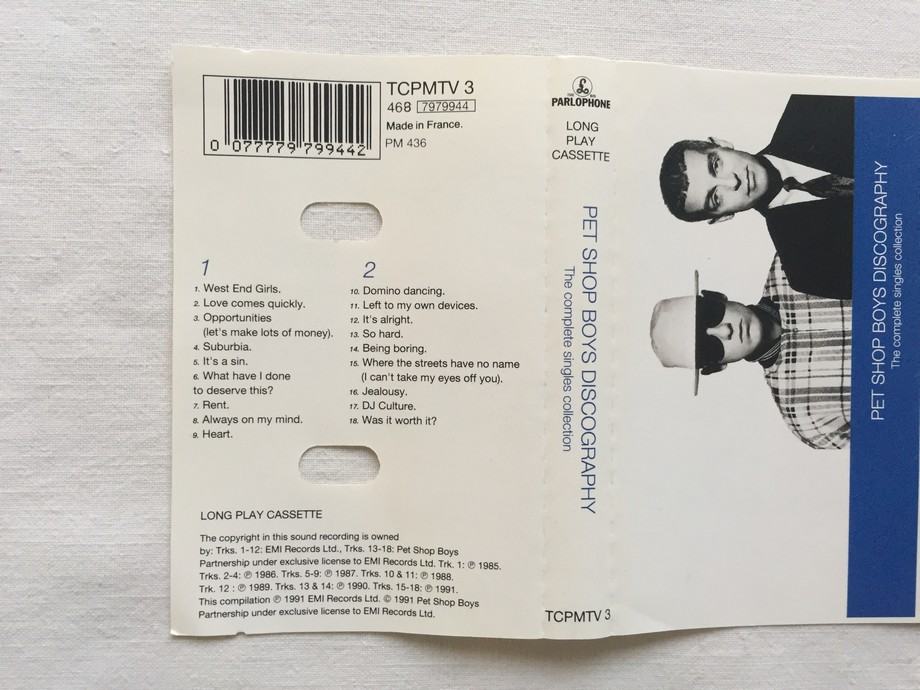 TCPMTV 3
468 7979944
Made in France.
PM 436
0 077779 799442
1
1. West End Girls.
2. Love comes quickly.
3. Opportunities
(let's make lots of money).
4. Suburbia.
5. It's a sin.
6. What have I done
to deserve this?
7. Rent.
8. Always on my mind.
9. Heart.
2
10. Domino dancing.
11. Left to my own devices.
12. It's alright.
13. So hard.
14. Being boring.
15. Where the streets have no name
(I can't take my eyes off you).
16. Jealousy.
17. DJ Culture.
18. Was it worth it?
LONG PLAY CASSETTE
The copyright in this sound recording is owned
by: Trks. 1-12: EMI Records Ltd., Trks. 13-18: Pet Shop Boys
Partnership under exclusive license to EMI Records Ltd. Trk. 1: ℗ 1985.
Trks. 2-4: ℗ 1986. Trks. 5-9: ℗ 1987. Trks. 10 & 11: ℗ 1988.
Trk. 12 : ℗ 1989. Trks. 13 & 14: ℗ 1990. Trks. 15-18: ℗ 1991.
This compilation ℗ 1991 EMI Records Ltd. © 1991 Pet Shop Boys
Partnership under exclusive license to EMI Records Ltd.
PARLOPHONE
LONG
PLAY
CASSETTE
PET SHOP BOYS DISCOGRAPHY
The complete singles collection
TCPMTV 3
PET SHOP BOYS DISCOGRAPHY
The complete singles collection